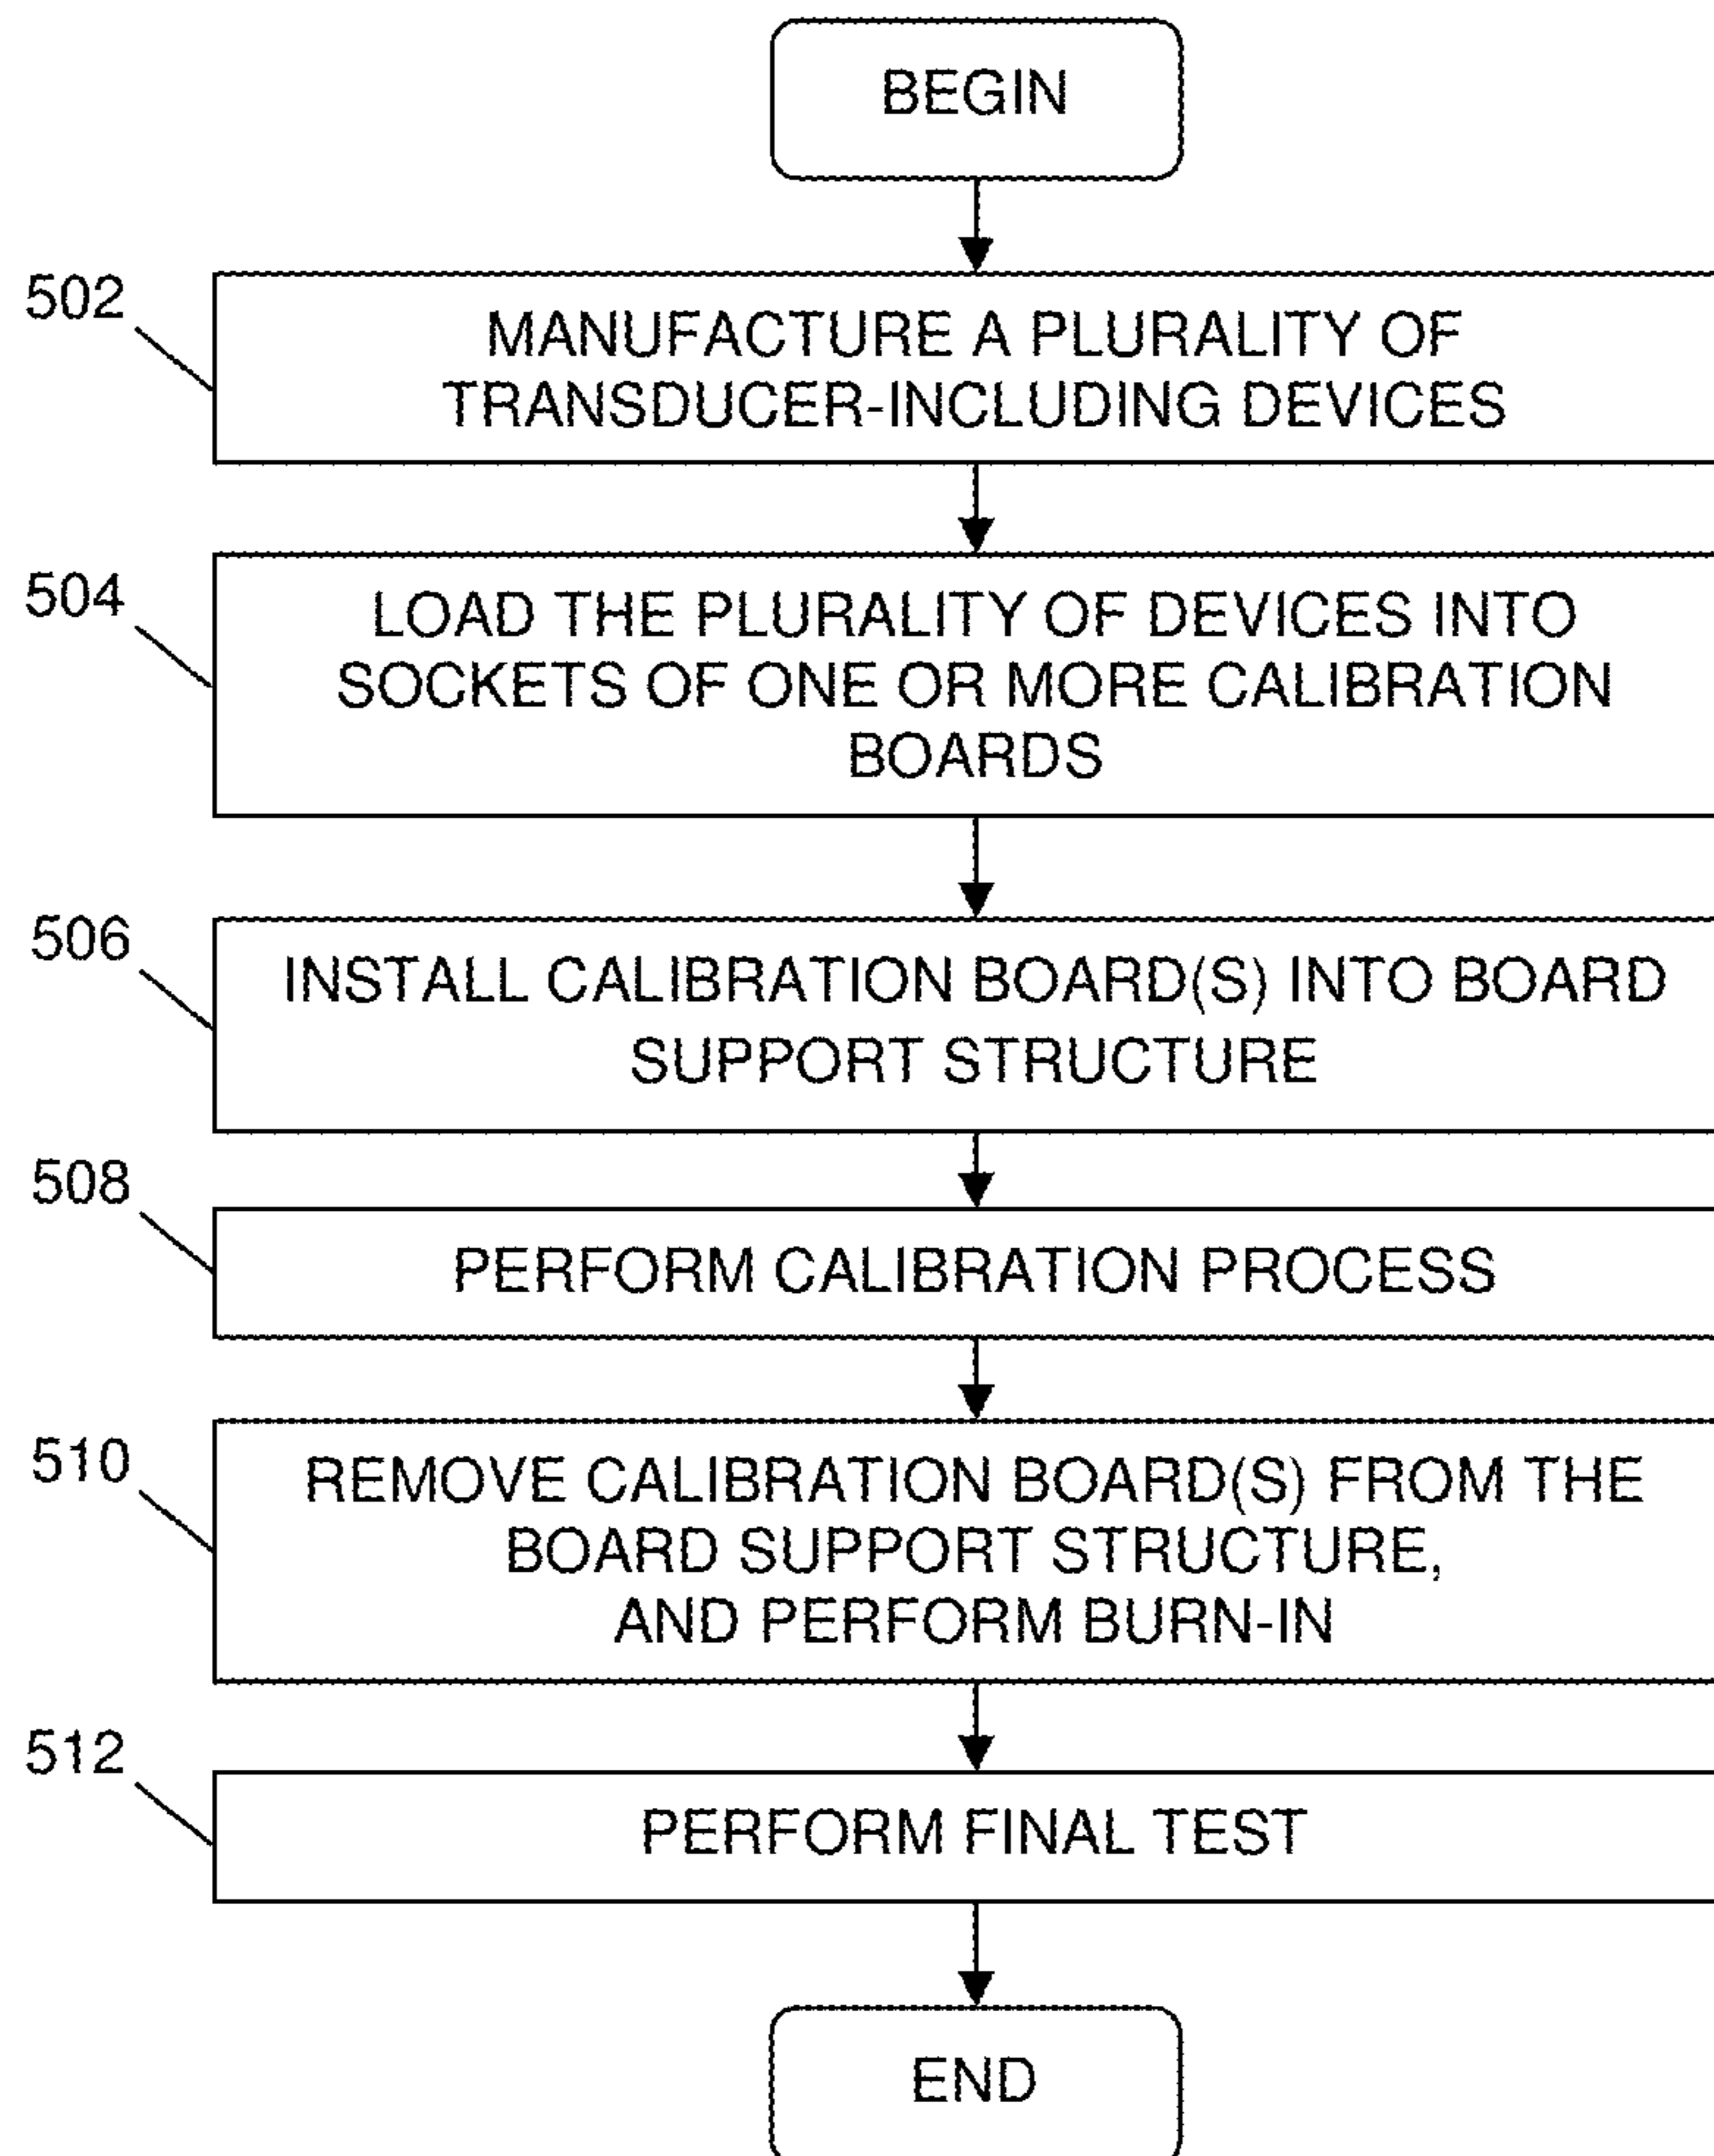 BEGIN
502
MANUFACTURE A PLURALITY OF
TRANSDUCER-INCLUDING DEVICES
504
LOAD THE PLURALITY OF DEVICES INTO
SOCKETS OF ONE OR MORE CALIBRATION
BOARDS
506
INSTALL CALIBRATION BOARD(S) INTO BOARD
SUPPORT STRUCTURE
508
PERFORM CALIBRATION PROCESS
510
REMOVE CALIBRATION BOARD(S) FROM THE
BOARD SUPPORT STRUCTURE,
AND PERFORM BURN-IN
512
PERFORM FINAL TEST
END